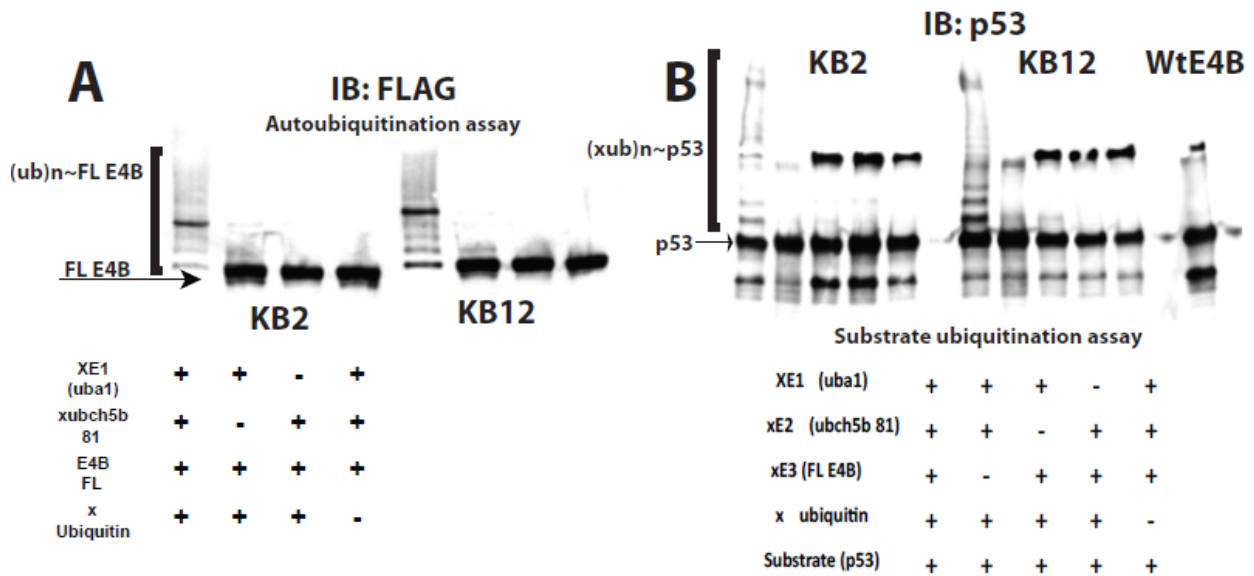 A
IB: FLAG
Autoubiquitination assay
(ub)n~FL E4B
FL E4B
KB2
KB12
XE1
(uba1)
+ + - +
xubch5b
81
+ - + +
E4B
FL
+ + + +
x
Ubiquitin
+ + + -
B
IB: p53
KB2
KB12
WtE4B
(xub)n~p53
p53
Substrate ubiquitination assay
XE1 (uba1) + + + - +
xE2 (ubch5b 81) + + - + +
xE3 (FL E4B) + - + + +
x ubiquitin + + + + -
Substrate (p53) + + + + +